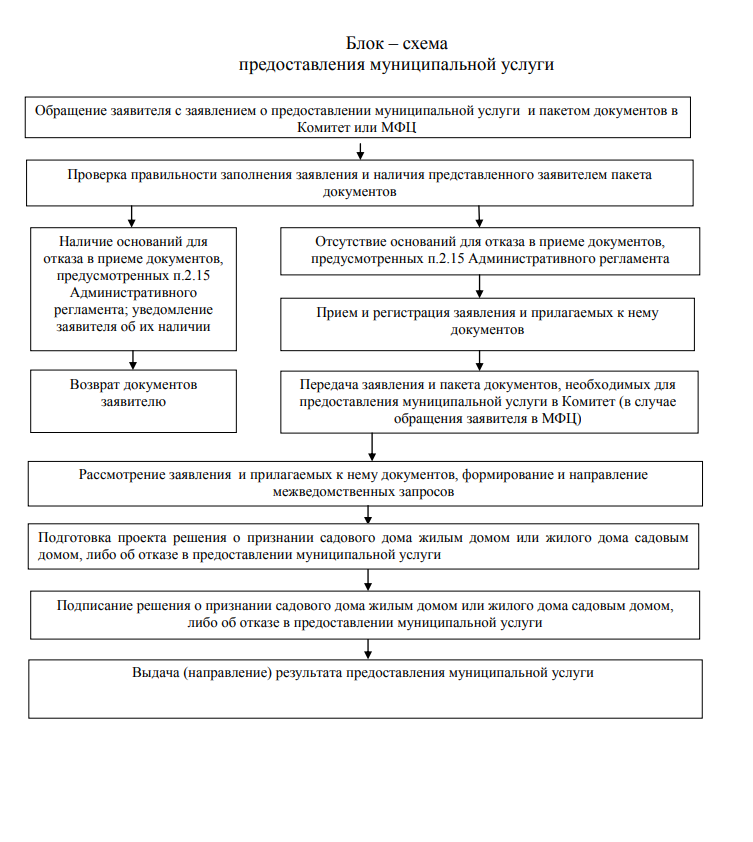 Блок – схема
предоставления муниципальной услуги
Обращение заявителя с заявлением о предоставлении муниципальной услуги и пакетом документов в
Комитет или МФЦ
Проверка правильности заполнения заявления и наличия представленного заявителем пакета
документов
Наличие оснований для
отказа в приеме документов,
предусмотренных п.2.15
Административного
регламента; уведомление
заявителя об их наличии
Отсутствие оснований для отказа в приеме документов,
предусмотренных п.2.15 Административного регламента
Прием и регистрация заявления и прилагаемых к нему
документов
Возврат документов
заявителю
Передача заявления и пакета документов, необходимых для
предоставления муниципальной услуги в Комитет (в случае
обращения заявителя в МФЦ)
Рассмотрение заявления и прилагаемых к нему документов, формирование и направление
межведомственных запросов
Подготовка проекта решения о признании садового дома жилым домом или жилого дома садовым
домом, либо об отказе в предоставлении муниципальной услуги
Подписание решения о признании садового дома жилым домом или жилого дома садовым домом,
либо об отказе в предоставлении муниципальной услуги
Выдача (направление) результата предоставления муниципальной услуги